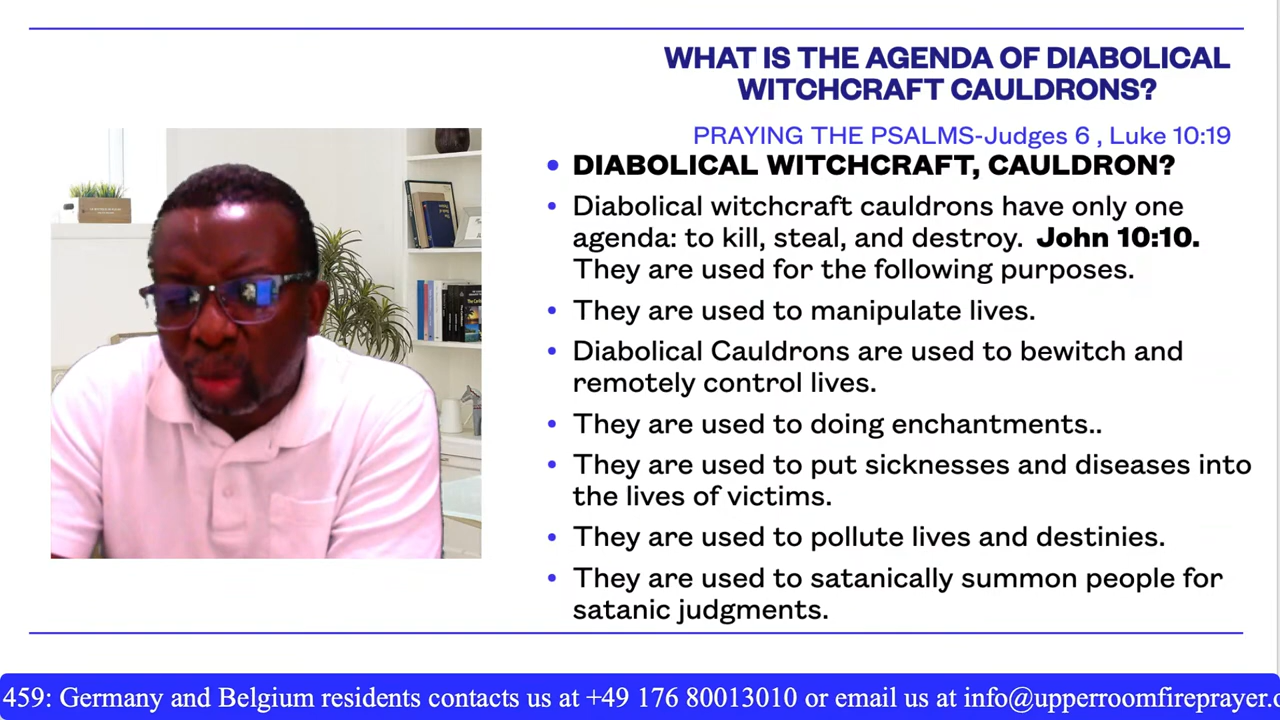 WHAT IS THE AGENDA OF DIABOLICAL
WITCHCRAFT CAULDRONS?
PRAYING THE PSALMS-Judges 6 , Luke 10:19
• DIABOLICAL WITCHCRAFT, CAULDRON?
• Diabolical witchcraft cauldrons have only one
agenda: to kill, steal, and destroy. John 10:10.
They are used for the following purposes.
• They are used to manipulate lives.
• Diabolical Cauldrons are used to bewitch and
remotely control lives.
• They are used to doing enchantments..
• They are used to put sicknesses and diseases into
the lives of victims.
• They are used to pollute lives and destinies.
• They are used to satanically summon people for
satanic judgments.
459: Germany and Belgium residents contacts us at +49 176 80013010 or email us at info@upperroomfireprayer.c